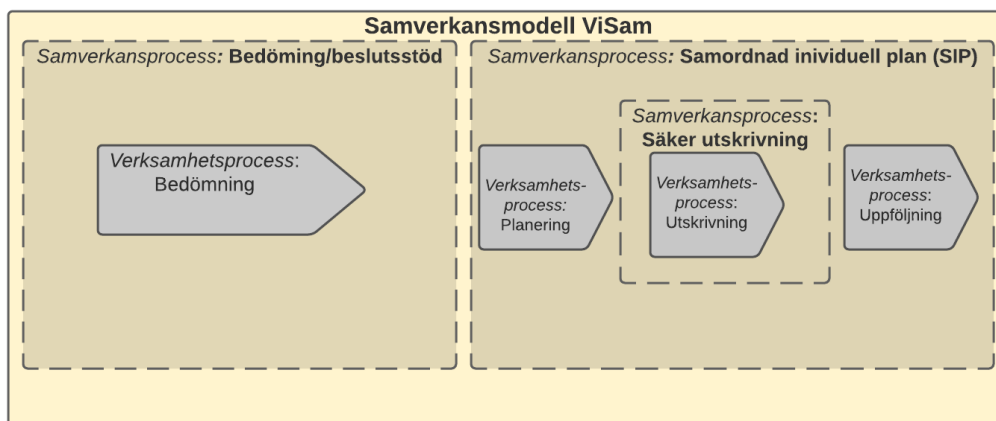 Samverkansmodell ViSam
Samverkansprocess: Bedöming/beslutsstöd
Verksamhetsprocess:
Bedömning
Samverkansprocess: Samordnad inividuell plan (SIP)
Verksamhets-
process:
Planering
Samverkansprocess:
Säker utskrivning
Verksamhets-
process:
Utskrivning
Verksamhets-
process:
Uppföljning